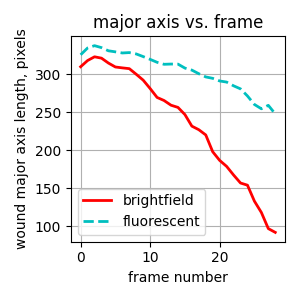 major axis vs. frame
wound major axis length, pixels
300
250
200
150
100
brightfield
fluorescent
0
10
20
frame number